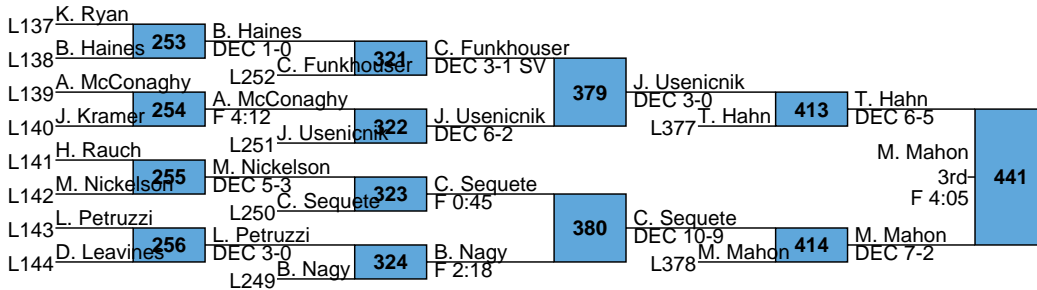 K. Ryan
L137
253
B. Haines
DEC 1-0
B. Haines
L138
321
C. Funkhouser
DEC 3-1 SV
L252
C. Funkhouser
A. McConaghy
L139
254
A. McConaghy
F 4:12
J. Kramer
L140
322
J. Usenicnik
DEC 6-2
L251
J. Usenicnik
379
J. Usenicnik
DEC 3-0
L377
T. Hahn
413
T. Hahn
DEC 6-5
H. Rauch
L141
255
M. Nickelson
DEC 5-3
M. Nickelson
L142
323
C. Sequete
F 0:45
L250
C. Sequete
L. Petruzzi
L143
256
L. Petruzzi
DEC 3-0
D. Leavines
L144
324
B. Nagy
F 2:18
L249
B. Nagy
380
C. Sequete
DEC 10-9
L378
M. Mahon
414
M. Mahon
DEC 7-2
M. Mahon
3rd
F 4:05
441